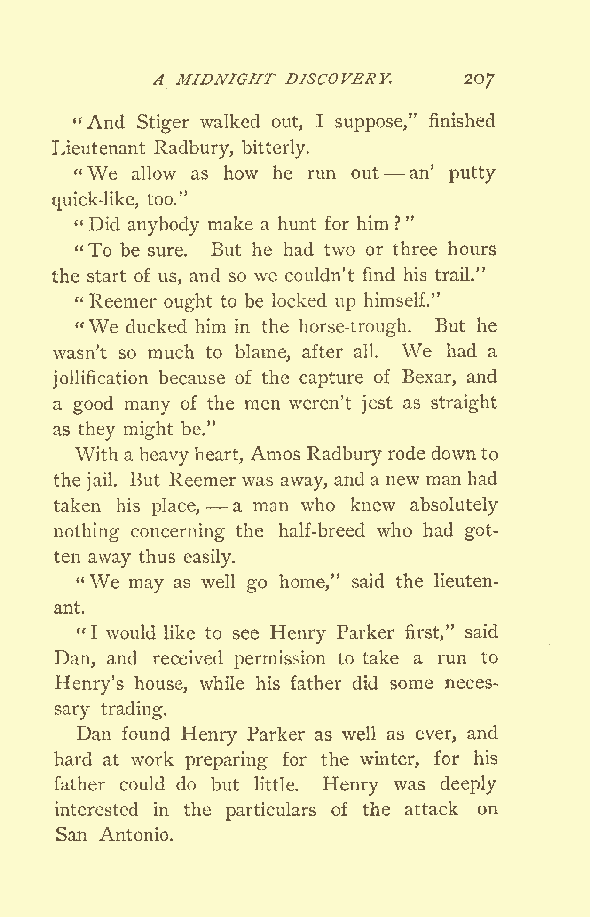 A MIDNIGHT DISCOVERY. 207
"And Stiger walked out, I suppose," finished
Lieutenant Radbury, bitterly.
"We allow as how he run out — an' putty
quick-like, too."
"Did anybody make a hunt for him?"
"To be sure. But he had two or three hours
the start of us, and so we couldn't find his trail."
"Reemer ought to be locked up himself."
"We ducked him in the horse-trough. But he
wasn't so much to blame, after all. We had a
jollification because of the capture of Bexar, and
a good many of the men weren't jest as straight
as they might be."
With a heavy heart, Amos Radbury rode down to
the jail. But Reemer was away, and a new man had
taken his place, — a man who knew absolutely
nothing concerning the half-breed who had got-
ten away thus easily.
"We may as well go home," said the lieuten-
ant.
"I would like to see Henry Parker first," said
Dan, and received permission to take a run to
Henry's house, while his father did some neces-
sary trading.
Dan found Henry Parker as well as ever, and
hard at work preparing for the winter, for his
father could do but little. Henry was deeply
interested in the particulars of the attack on
San Antonio.